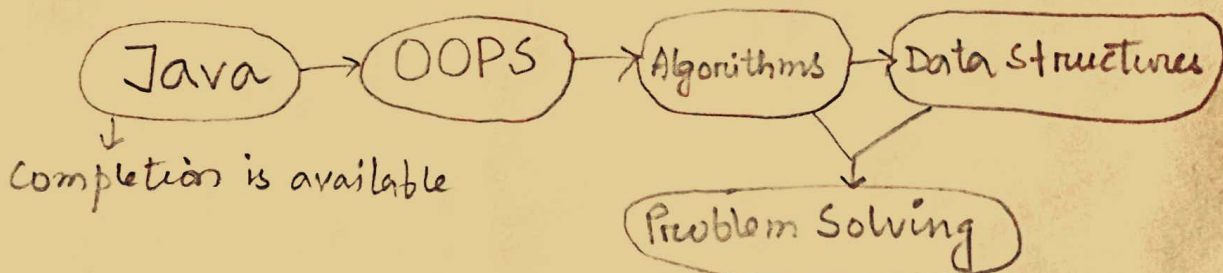 Java OOPS Algorithms Data Structures
Completion is available
Problem Solving